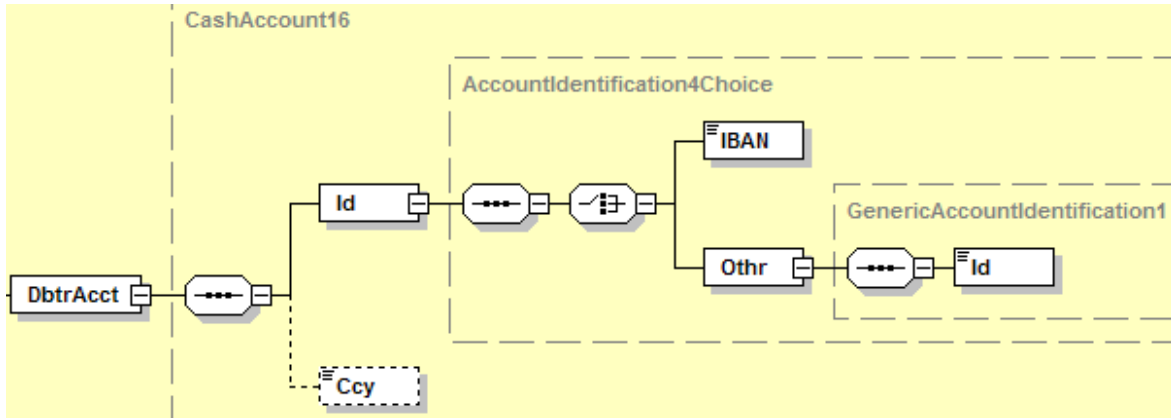 CashAccount16
AccountIdentification4Choice
IBAN
Id
GenericAccountIdentification1
Othr
Id
DbtrAcct
Ccy